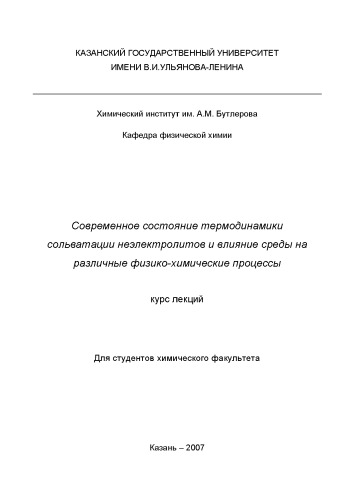 КАЗАНСКИЙ ГОСУДАРСТВЕННЫЙ УНИВЕРСИТЕТ
ИМЕНИ В.И.УЛЬЯНОВА-ЛЕНИНА
Химический институт им. А.М. Бутлерова
Кафедра физической химии
Современное состояние термодинамики
сольватации неэлектролитов и влияние среды на
различные физико-химические процессы
курс лекций
Для студентов химического факультета
Казань – 2007